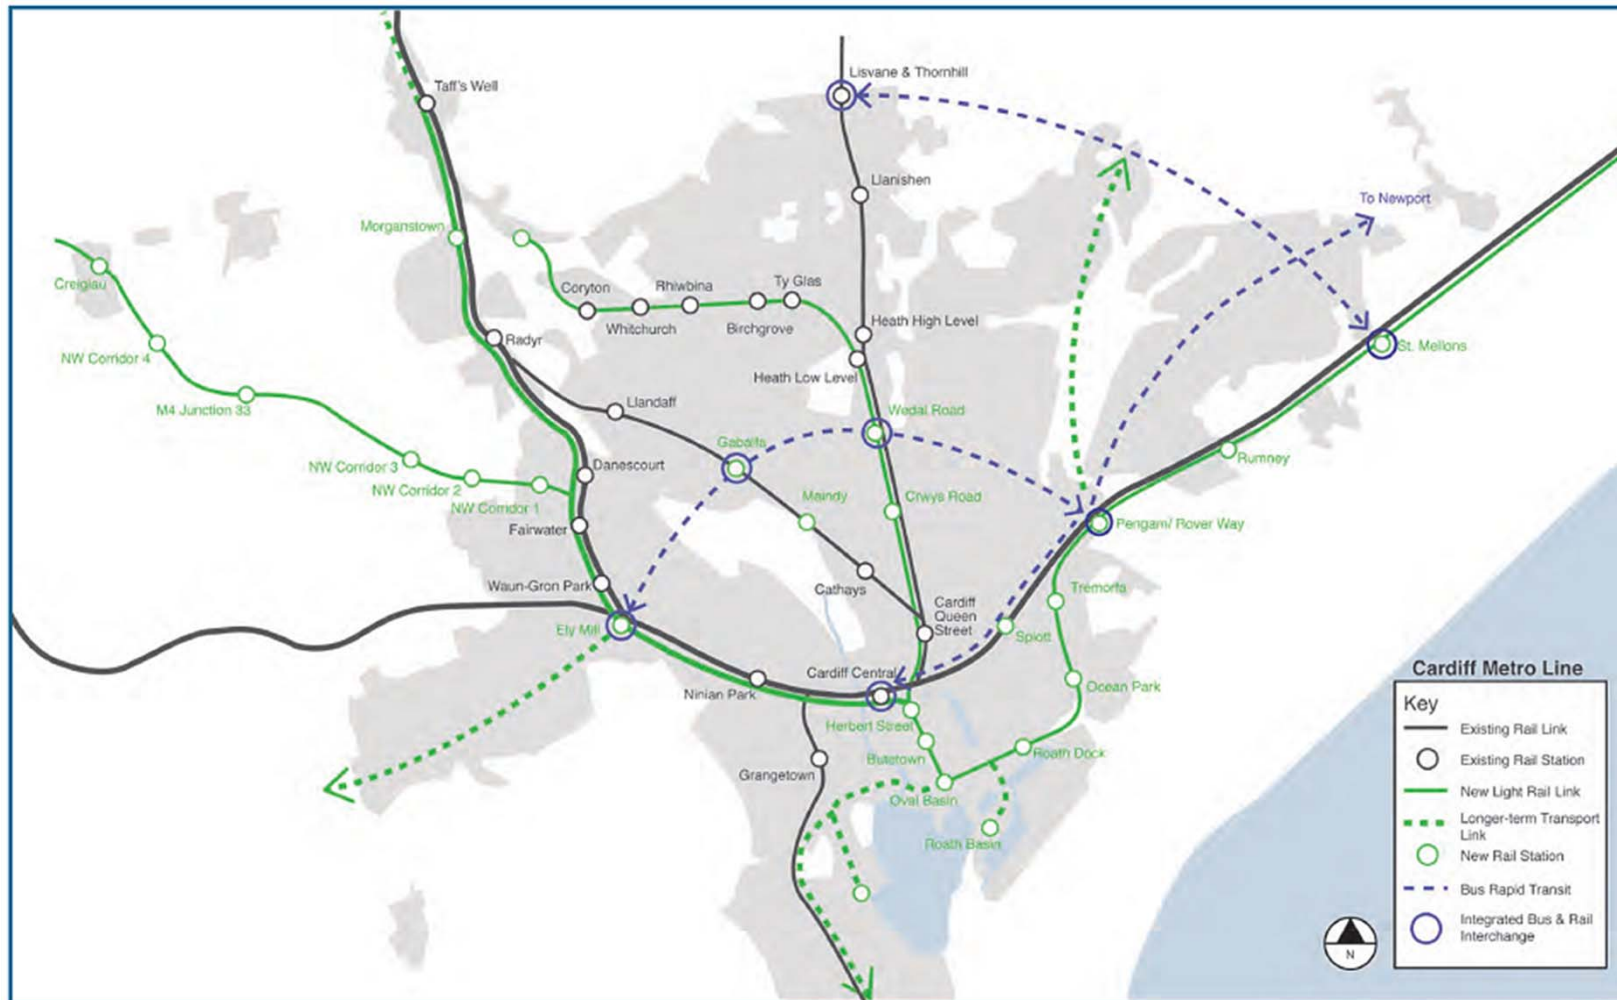 Lisvane & Thornhill
Taff's Well
Llanishen
To Newport
Morganstown
Creigiau
Coryton
Rhiwbina
Ty Glas
Whitchurch
Birchgrove
Heath High Level
Radyr
NW Corridor 4
Heath Low Level
St. Mellons
M4 Junction 33
Llandaff
Wedal Road
Gabalfa
NW Corridor 3
Danescourt
Rumney
NW Corridor 2
NW Corridor 1
Maindy
Crwys Road
Fairwater
Pengam/ Rover Way
Waun-Gron Park
Cathays
Tremorfa
Cardiff
Queen
Street
Ely Mill
Splott
Cardiff Central
Ninian Park
Ocean Park
Herbert Street
Butetown
Roath Dock
Grangetown
Oval Basin
Roath Basin
Cardiff Metro Line
Key
Existing Rail Link
Existing Rail Station
New Light Rail Link
Longer-term Transport
Link
New Rail Station
Bus Rapid Transit
Integrated Bus & Rail
Interchange
N